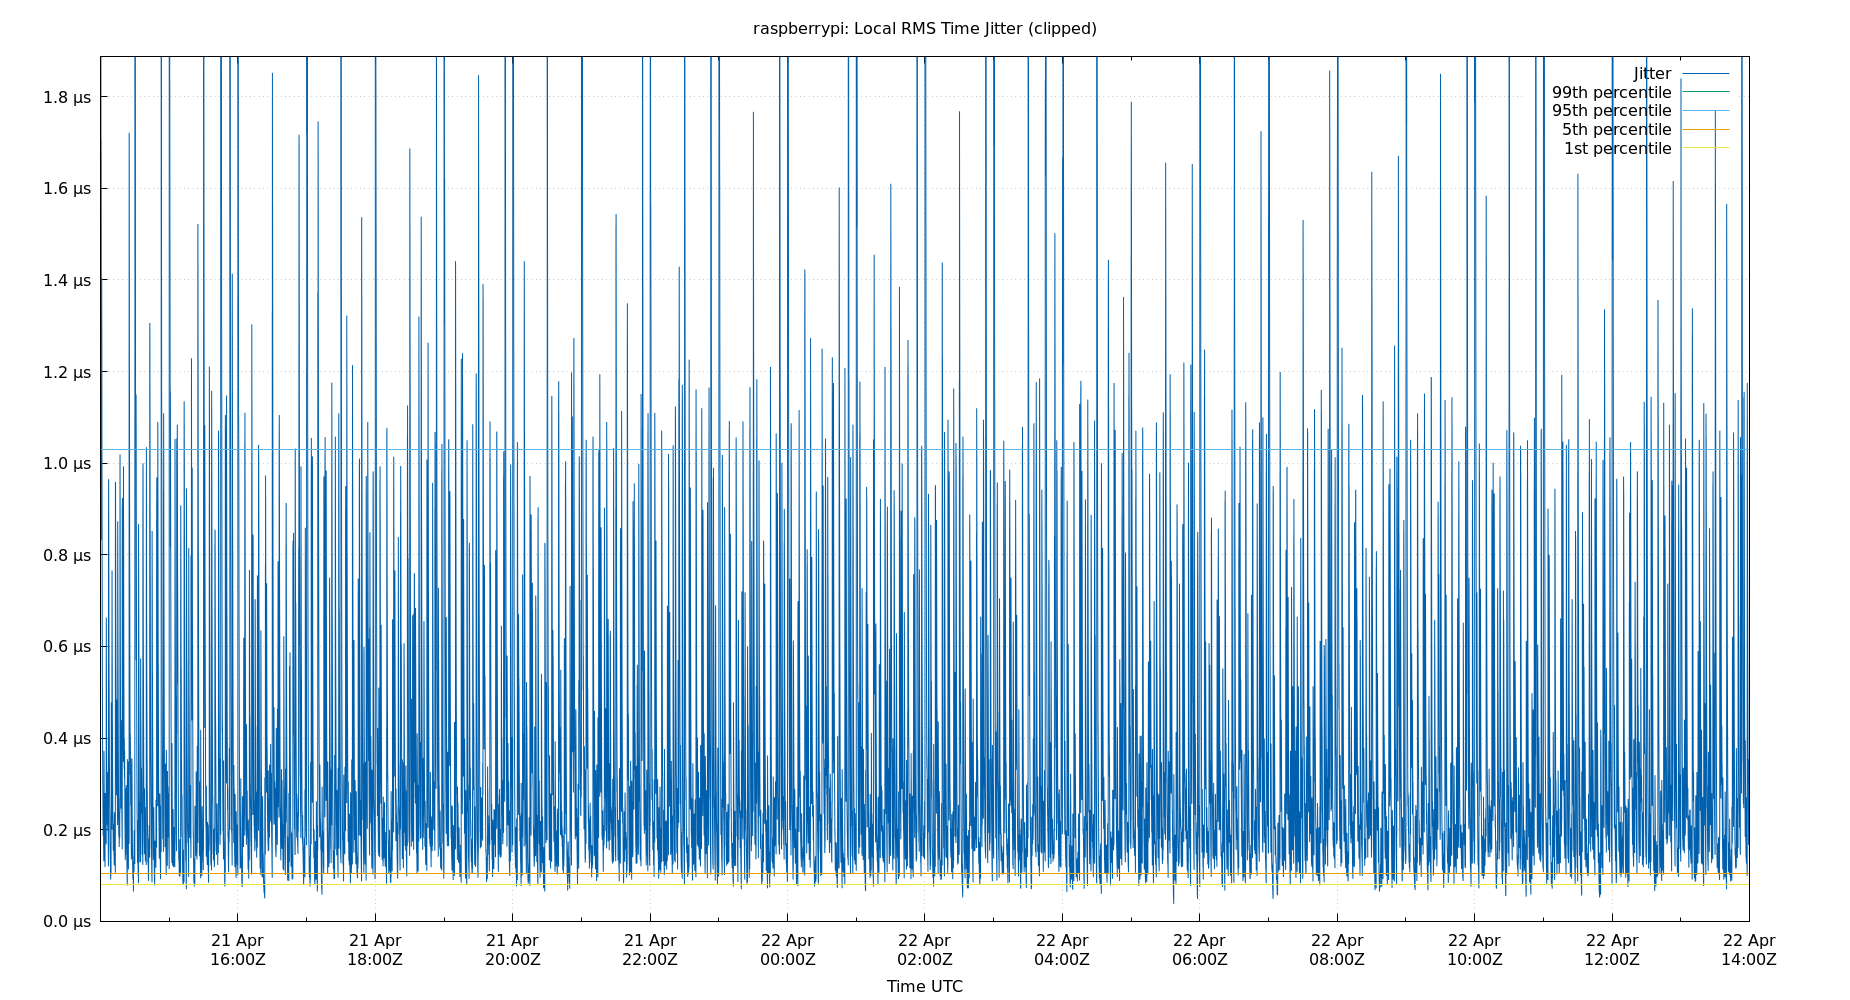 raspberrypi: Local RMS Time Jitter (clipped)
Jitter
99th percentile
95th percentile
5th percentile
1st percentile
1.8 μs
1.6 μs
1.4 μs
1.2 μs
1.0 μs
0.8 μs
0.6 μs
0.4 μs
0.2 μs
0.0 μs
21 Apr 21 Apr 21 Apr 21 Apr 22 Apr 22 Apr 22 Apr 22 Apr 22 Apr 22 Apr 22 Apr 22 Apr
16:00Z 18:00Z 20:00Z 22:00Z 00:00Z 02:00Z 04:00Z 06:00Z 08:00Z 10:00Z 12:00Z 14:00Z
Time UTC